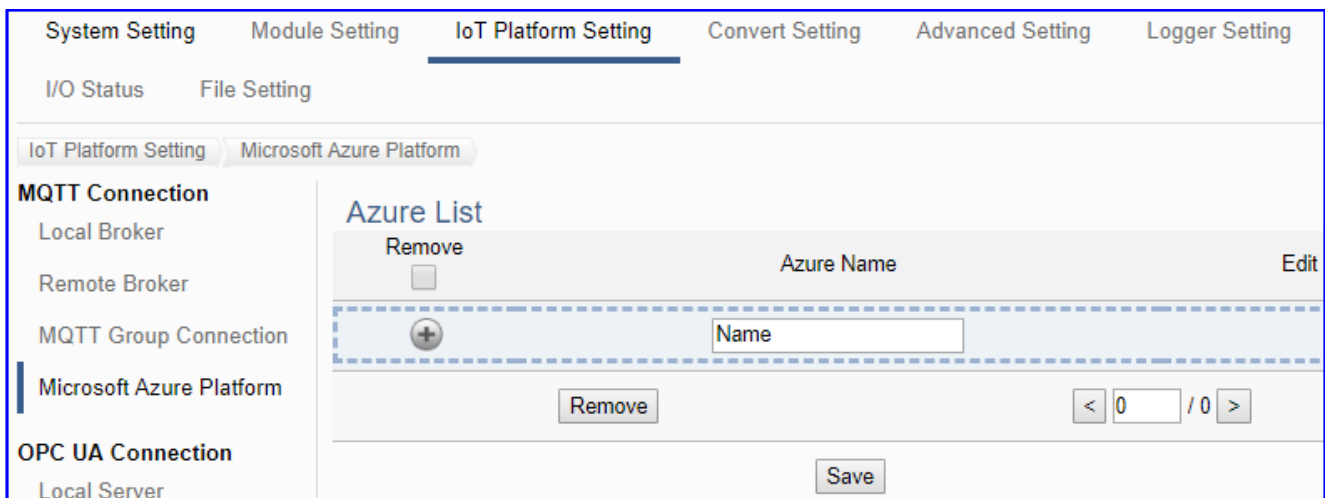 System Setting Module Setting IoT Platform Setting Convert Setting Advanced Setting Logger Setting
I/O Status File Setting
IoT Platform Setting Microsoft Azure Platform
MQTT Connection
Local Broker
Remote Broker
MQTT Group Connection
Microsoft Azure Platform
OPC UA Connection
Local Server
Azure List
Remove Azure Name Edit
Name
Remove < 0 / 0 >
Save